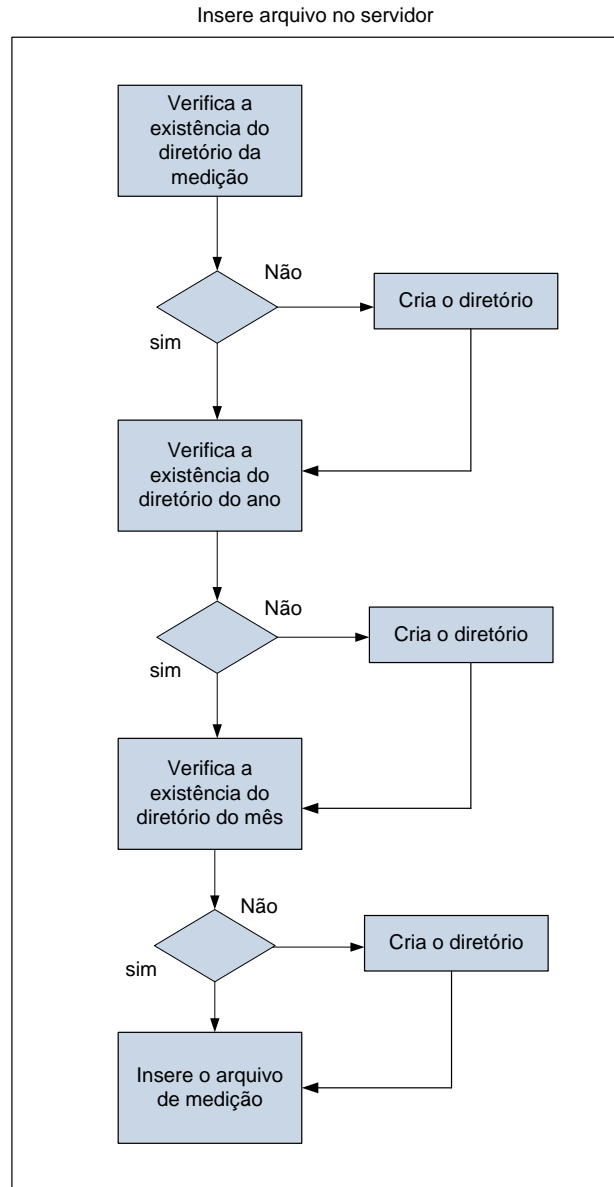 Insere arquivo no servidor
Verifica a
existência do
diretório da
medição
Não
Cria o diretório
sim
Verifica a
existência do
diretório do ano
Não
Cria o diretório
sim
Verifica a
existência do
diretório do mês
Não
Cria o diretório
sim
Insere o arquivo
de medição